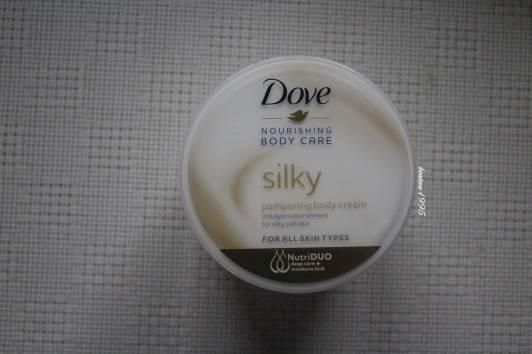 Dove
NOURISHING
BODY CARE
silky
pampering body cream
indulgent nourishment
for silky soft skin
FOR ALL SKIN TYPES
NutriDUO
deep care +
moisture lock